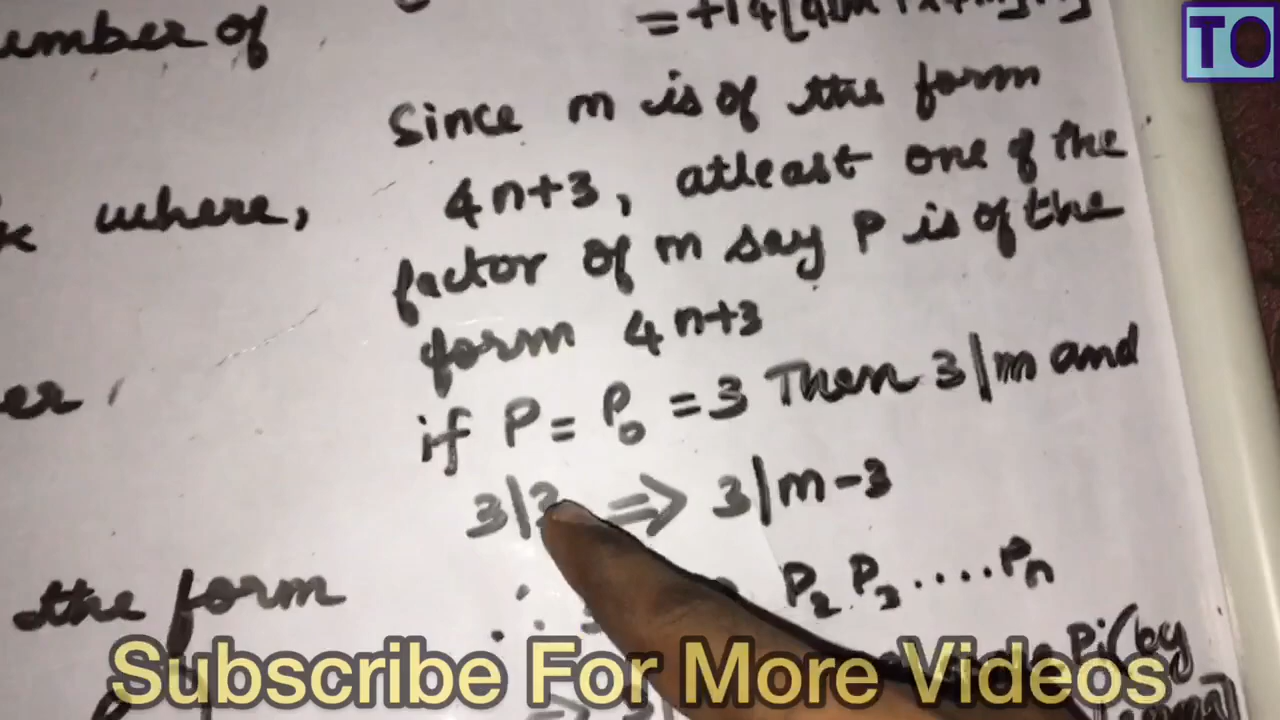 umber of
TO
Since m is of the form
4n+3, atleast one of the
where,
factor of m say P is of the
form 4n+3
if P = P₀ = 3 Then 3|m and
3|3 => 3|m-3
the form
P₂ P₃ .... Pₙ
Pi (by
Subscribe For More Videos